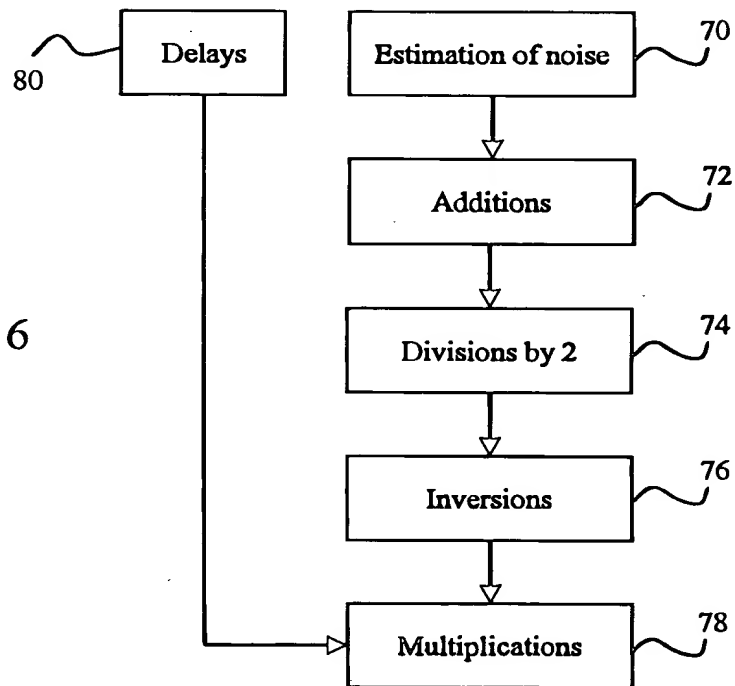 Delays
80
Estimation of noise
70
Additions
72
6
Divisions by 2
74
Inversions
76
Multiplications
78